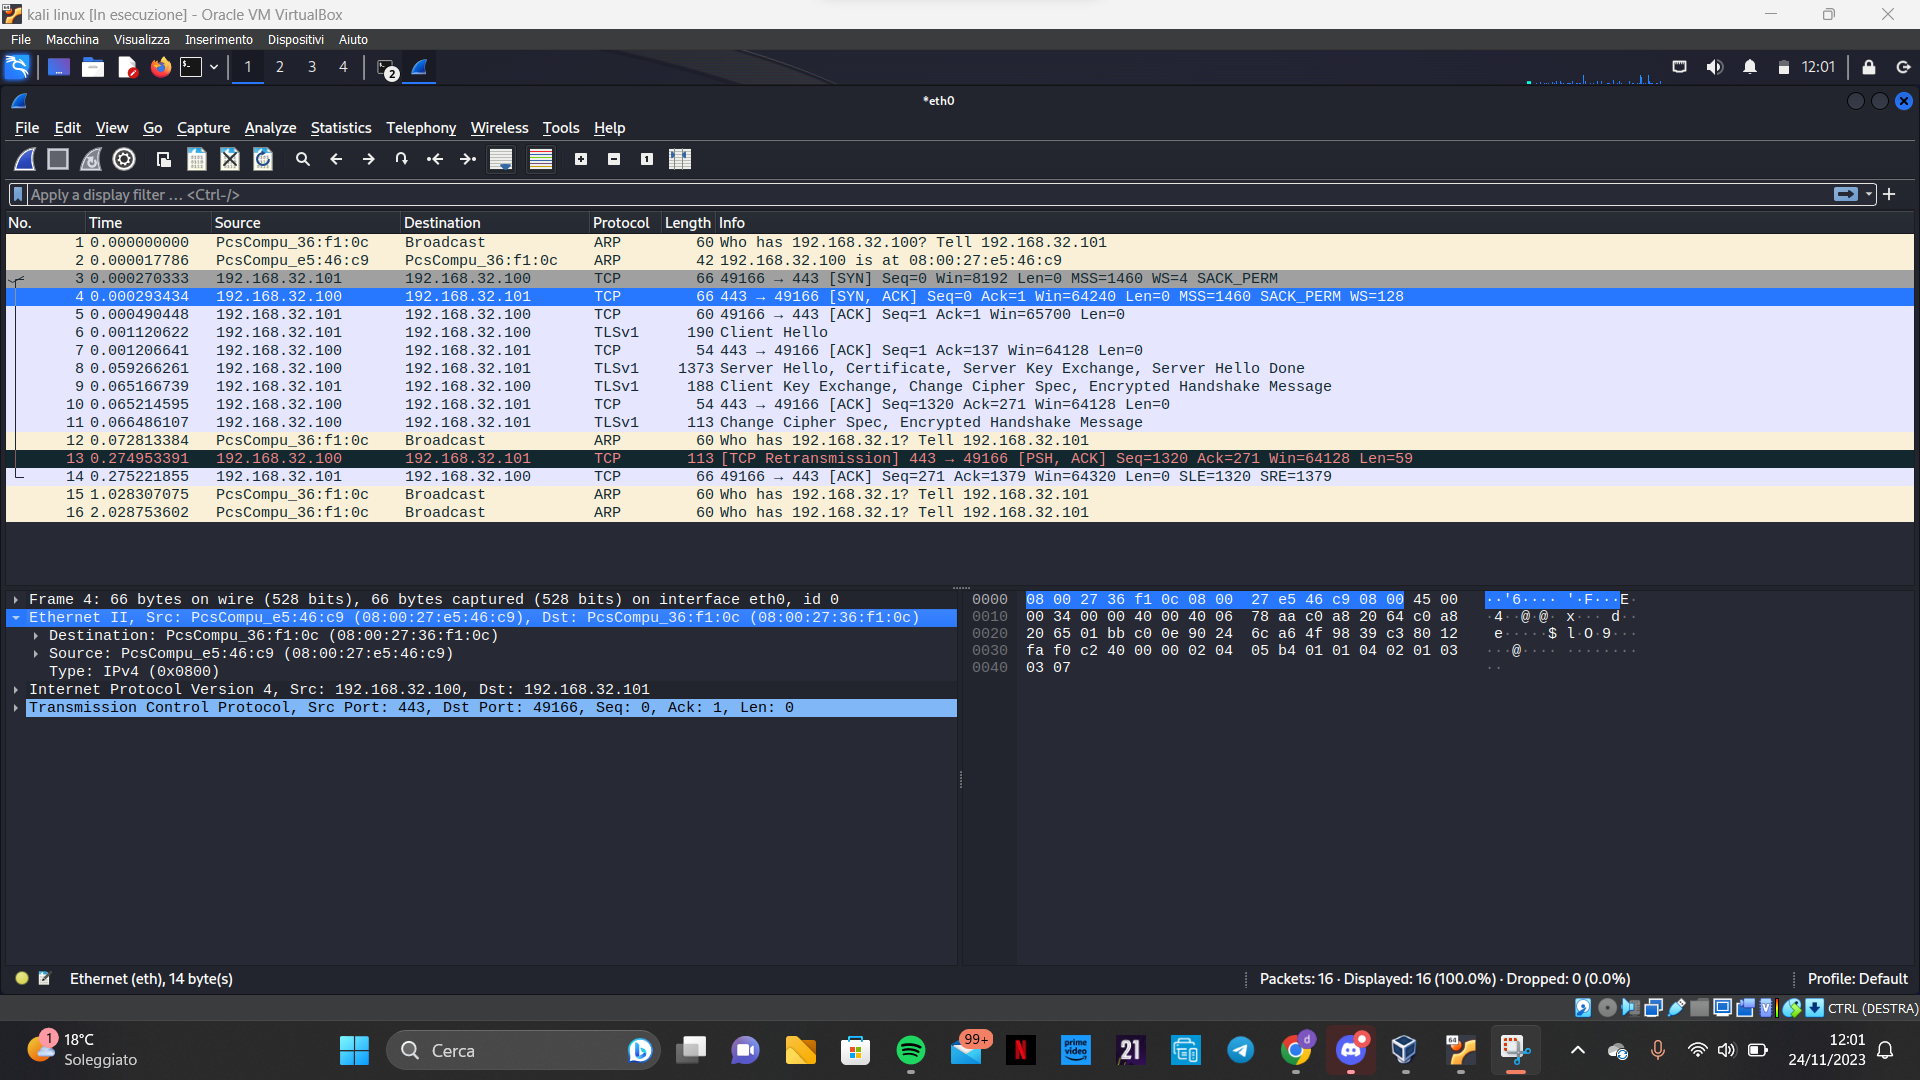 kali linux [In esecuzione] - Oracle VM VirtualBox
File Macchina Visualizza Inserimento Dispositivi Aiuto
1 2 3 4 2 12:01
*eth0
File Edit View Go Capture Analyze Statistics Telephony Wireless Tools Help
Apply a display filter … <Ctrl-/>
No. Time Source Destination Protocol Length Info
1 0.000000000 PcsCompu_36:f1:0c Broadcast ARP 60 Who has 192.168.32.100? Tell 192.168.32.101
2 0.000017786 PcsCompu_e5:46:c9 PcsCompu_36:f1:0c ARP 42 192.168.32.100 is at 08:00:27:e5:46:c9
3 0.000270333 192.168.32.101 192.168.32.100 TCP 66 49166 → 443 [SYN] Seq=0 Win=8192 Len=0 MSS=1460 WS=4 SACK_PERM
4 0.000293434 192.168.32.100 192.168.32.101 TCP 66 443 → 49166 [SYN, ACK] Seq=0 Ack=1 Win=64240 Len=0 MSS=1460 SACK_PERM WS=128
5 0.000490448 192.168.32.101 192.168.32.100 TCP 60 49166 → 443 [ACK] Seq=1 Ack=1 Win=65700 Len=0
6 0.001120622 192.168.32.101 192.168.32.100 TLSv1 190 Client Hello
7 0.001206641 192.168.32.100 192.168.32.101 TCP 54 443 → 49166 [ACK] Seq=1 Ack=137 Win=64128 Len=0
8 0.059266261 192.168.32.100 192.168.32.101 TLSv1 1373 Server Hello, Certificate, Server Key Exchange, Server Hello Done
9 0.065166739 192.168.32.101 192.168.32.100 TLSv1 188 Client Key Exchange, Change Cipher Spec, Encrypted Handshake Message
10 0.065214595 192.168.32.100 192.168.32.101 TCP 54 443 → 49166 [ACK] Seq=1320 Ack=271 Win=64128 Len=0
11 0.066486107 192.168.32.100 192.168.32.101 TLSv1 113 Change Cipher Spec, Encrypted Handshake Message
12 0.072813384 PcsCompu_36:f1:0c Broadcast ARP 60 Who has 192.168.32.1? Tell 192.168.32.101
13 0.274953391 192.168.32.100 192.168.32.101 TCP 113 [TCP Retransmission] 443 → 49166 [PSH, ACK] Seq=1320 Ack=271 Win=64128 Len=59
14 0.275221855 192.168.32.101 192.168.32.100 TCP 66 49166 → 443 [ACK] Seq=271 Ack=1379 Win=64320 Len=0 SLE=1320 SRE=1379
15 1.028307075 PcsCompu_36:f1:0c Broadcast ARP 60 Who has 192.168.32.1? Tell 192.168.32.101
16 2.028753602 PcsCompu_36:f1:0c Broadcast ARP 60 Who has 192.168.32.1? Tell 192.168.32.101
Frame 4: 66 bytes on wire (528 bits), 66 bytes captured (528 bits) on interface eth0, id 0
Ethernet II, Src: PcsCompu_e5:46:c9 (08:00:27:e5:46:c9), Dst: PcsCompu_36:f1:0c (08:00:27:36:f1:0c)
Destination: PcsCompu_36:f1:0c (08:00:27:36:f1:0c)
Source: PcsCompu_e5:46:c9 (08:00:27:e5:46:c9)
Type: IPv4 (0x0800)
Internet Protocol Version 4, Src: 192.168.32.100, Dst: 192.168.32.101
Transmission Control Protocol, Src Port: 443, Dst Port: 49166, Seq: 0, Ack: 1, Len: 0
0000 08 00 27 36 f1 0c 08 00 27 e5 46 c9 08 00 45 00 ··'6···· '·F···E·
0010 00 34 00 00 40 00 40 06 78 aa c0 a8 20 64 c0 a8 ·4··@·@· x··· d··
0020 20 65 01 bb c0 0e 90 24 6c a6 4f 98 39 c3 80 12 e·····$ l·O·9···
0030 fa f0 c2 40 00 00 02 04 05 b4 01 01 04 02 01 03 ···@···· ········
0040 03 07 ··
Ethernet (eth), 14 byte(s)
Packets: 16 · Displayed: 16 (100.0%) · Dropped: 0 (0.0%)
Profile: Default
CTRL (DESTRA)
1 18°C
Soleggiato
Cerca
99+
N
prime video
21
d
64
12:01
24/11/2023